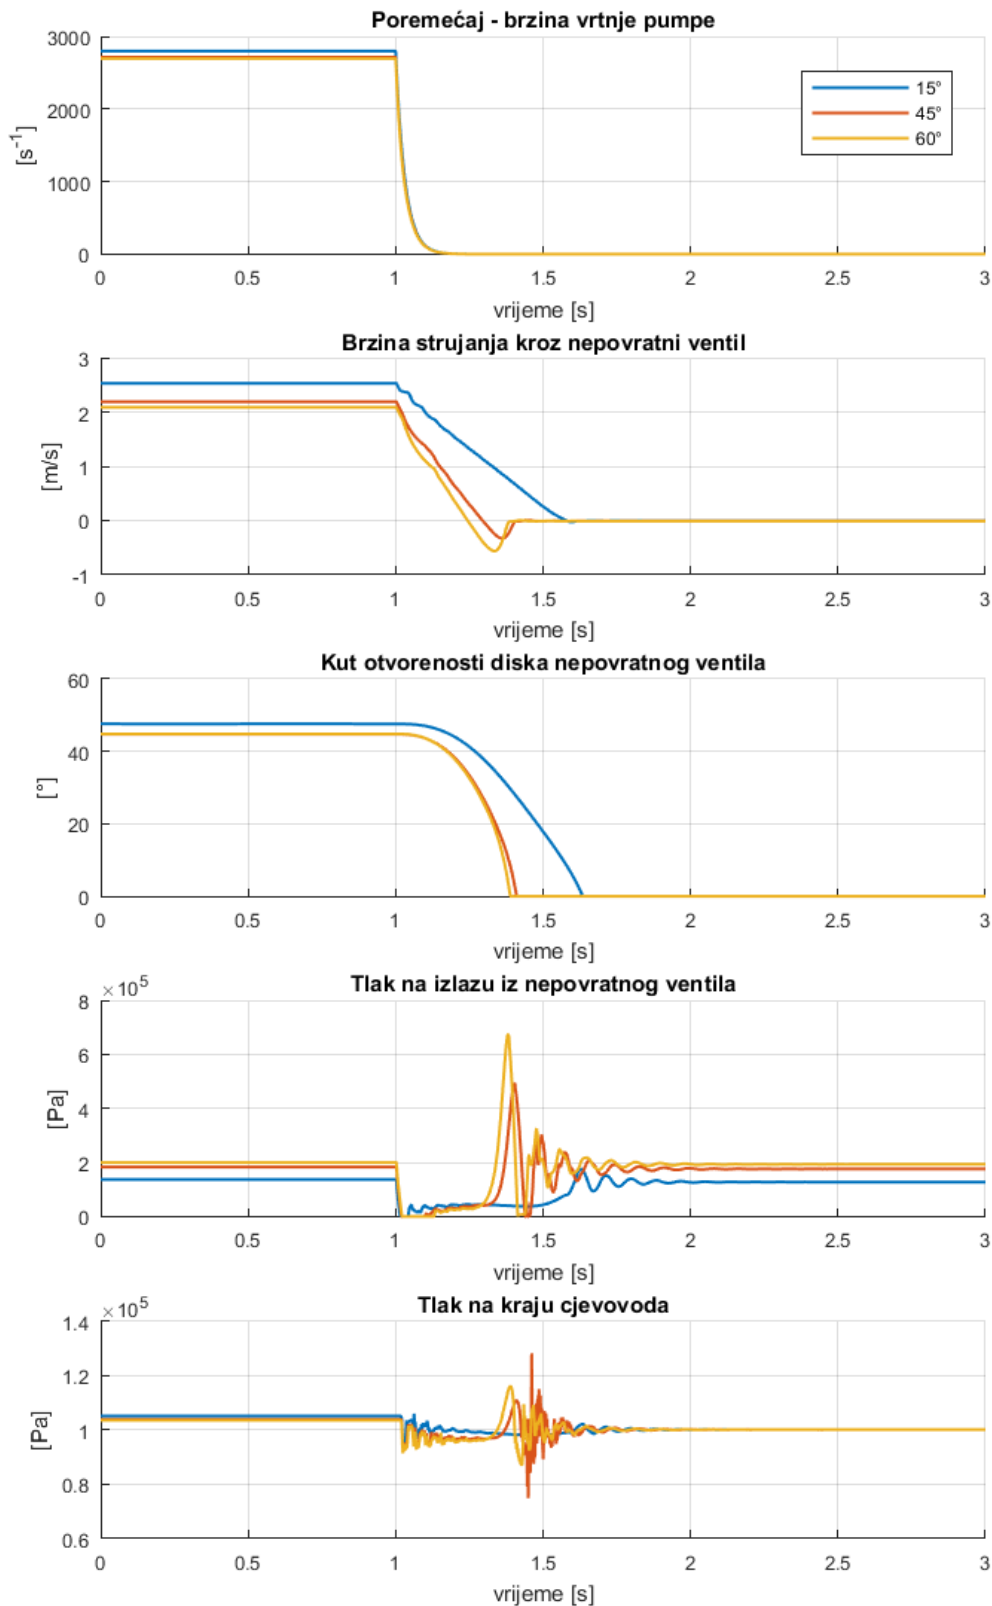 Poremećaj - brzina vrtnje pumpe
3000
2000
1000
0
[s⁻¹]
15°
45°
60°
0 0.5 1 1.5 2 2.5 3
vrijeme [s]
Brzina strujanja kroz nepovratni ventil
3
2
1
0
-1
[m/s]
0 0.5 1 1.5 2 2.5 3
vrijeme [s]
Kut otvorenosti diska nepovratnog ventila
60
40
20
0
[°]
0 0.5 1 1.5 2 2.5 3
vrijeme [s]
Tlak na izlazu iz nepovratnog ventila
×10⁵
8
6
4
2
0
[Pa]
0 0.5 1 1.5 2 2.5 3
vrijeme [s]
Tlak na kraju cjevovoda
×10⁵
1.4
1.2
1
0.8
0.6
[Pa]
0 0.5 1 1.5 2 2.5 3
vrijeme [s]